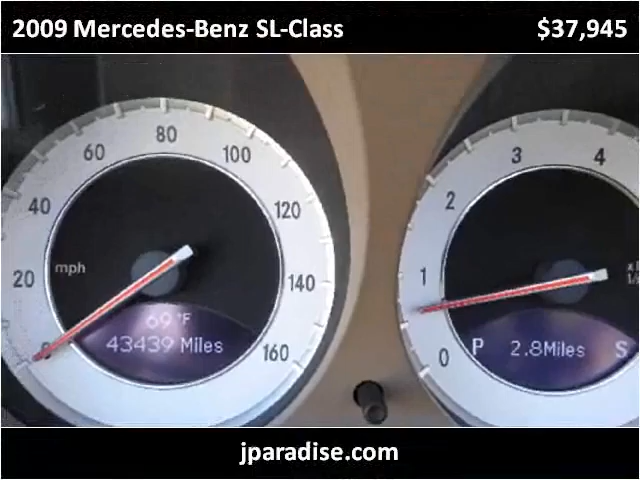 2009 Mercedes-Benz SL-Class $37,945
20 40 60 80 100 120 140 160
mph
69°F
43439 Miles
0 1 2 3 4
P 2.8Miles S
jparadise.com